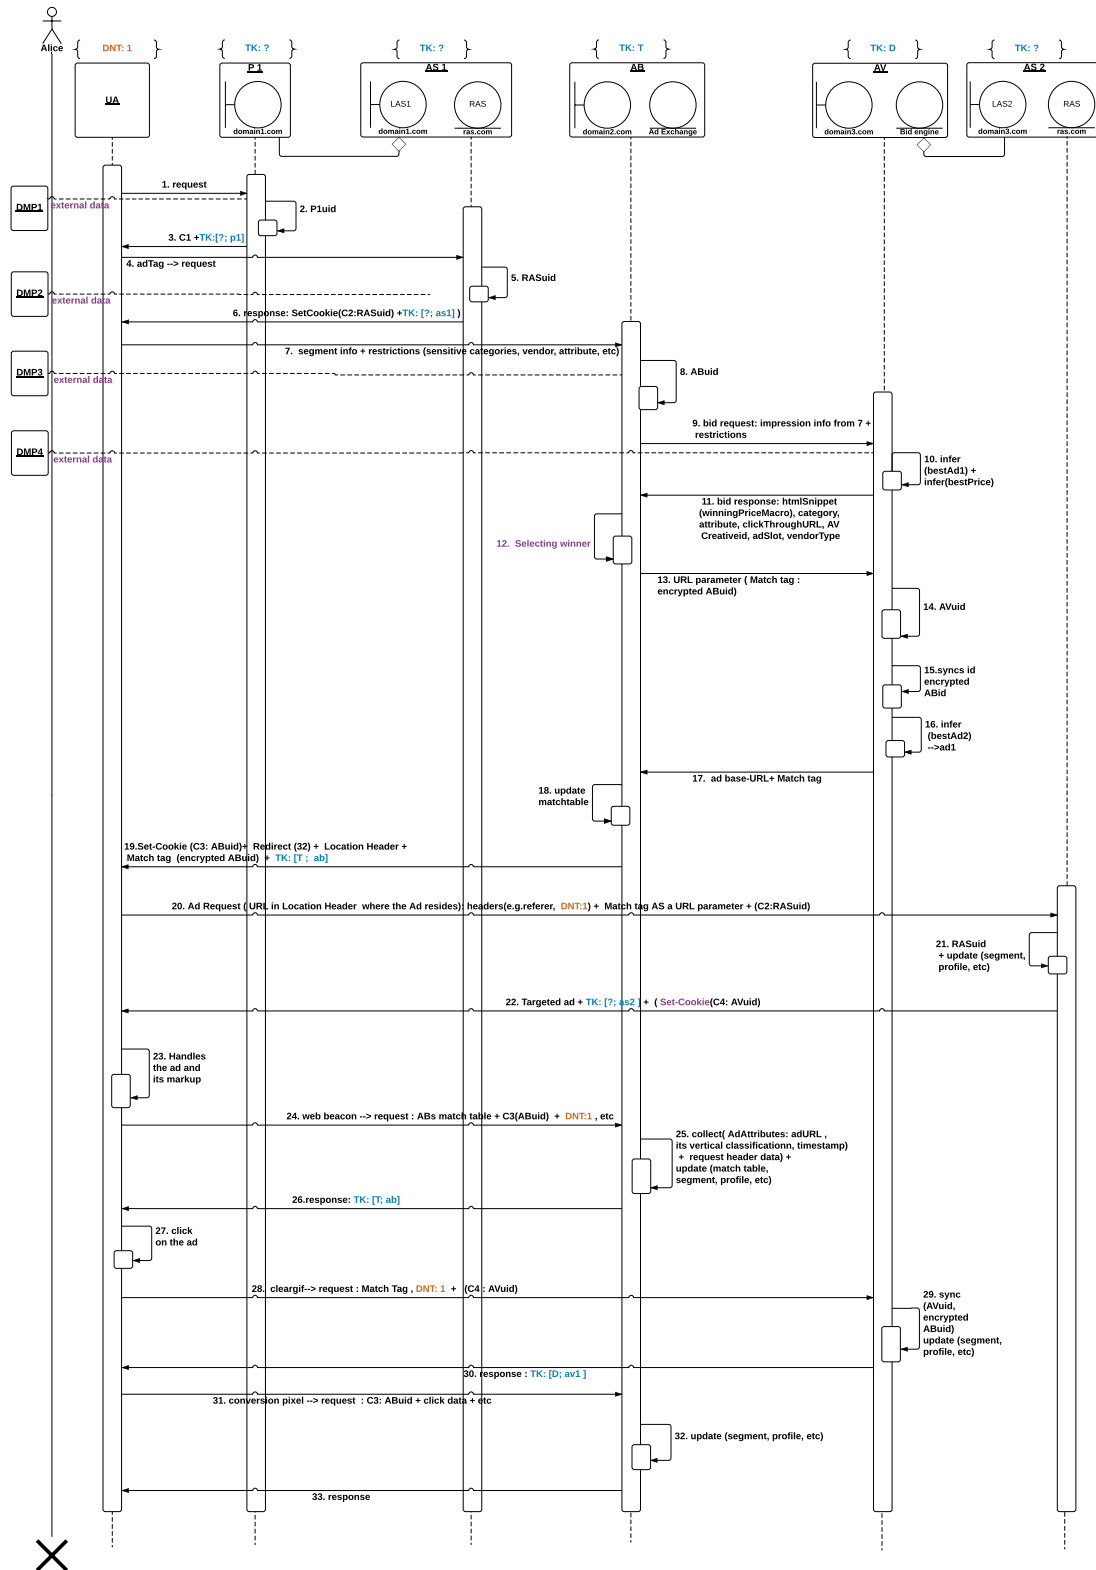 Alice
DNT: 1
TK: ?
TK: ?
TK: T
TK: D
TK: ?
UA
P 1
domain1.com
AS 1
LAS1
RAS
domain1.com
ras.com
AB
domain2.com
Ad Exchange
AV
domain3.com
Bid engine
AS 2
LAS2
RAS
domain3.com
ras.com
1. request
DMP1
external data
2. P1uid
3. C1 +TK:[?; p1]
4. adTag --> request
5. RASuid
DMP2
external data
6. response: SetCookie(C2:RASuid) +TK: [?; as1] )
7. segment info + restrictions (sensitive categories, vendor, attribute, etc)
DMP3
external data
8. ABuid
9. bid request: impression info from 7 +
restrictions
DMP4
external data
10. infer
(bestAd1) +
infer(bestPrice)
11. bid response: htmlSnippet
(winningPriceMacro), category,
attribute, clickThroughURL, AV
Creativeid, adSlot, vendorType
12. Selecting winner
13. URL parameter ( Match tag :
encrypted ABuid)
14. AVuid
15.syncs id
encrypted
ABid
16. infer
(bestAd2)
-->ad1
17. ad base-URL+ Match tag
18. update
matchtable
19.Set-Cookie (C3: ABuid)+ Redirect (32) + Location Header +
Match tag (encrypted ABuid) + TK: [T ; ab]
20. Ad Request ( URL in Location Header where the Ad resides): headers(e.g.referer, DNT:1) + Match tag AS a URL parameter + (C2:RASuid)
21. RASuid
+ update (segment,
profile, etc)
22. Targeted ad + TK: [?; as2 ] + ( Set-Cookie(C4: AVuid)
23. Handles
the ad and
its markup
24. web beacon --> request : ABs match table + C3(ABuid) + DNT:1 , etc
25. collect( AdAttributes: adURL ,
its vertical classificationn, timestamp)
+ request header data) +
update (match table,
segment, profile, etc)
26.response: TK: [T; ab]
27. click
on the ad
28. cleargif--> request : Match Tag , DNT: 1 + (C4 : AVuid)
29. sync
(AVuid,
encrypted
ABuid)
update (segment,
profile, etc)
30. response : TK: [D; av1 ]
31. conversion pixel --> request : C3: ABuid + click data + etc
32. update (segment, profile, etc)
33. response